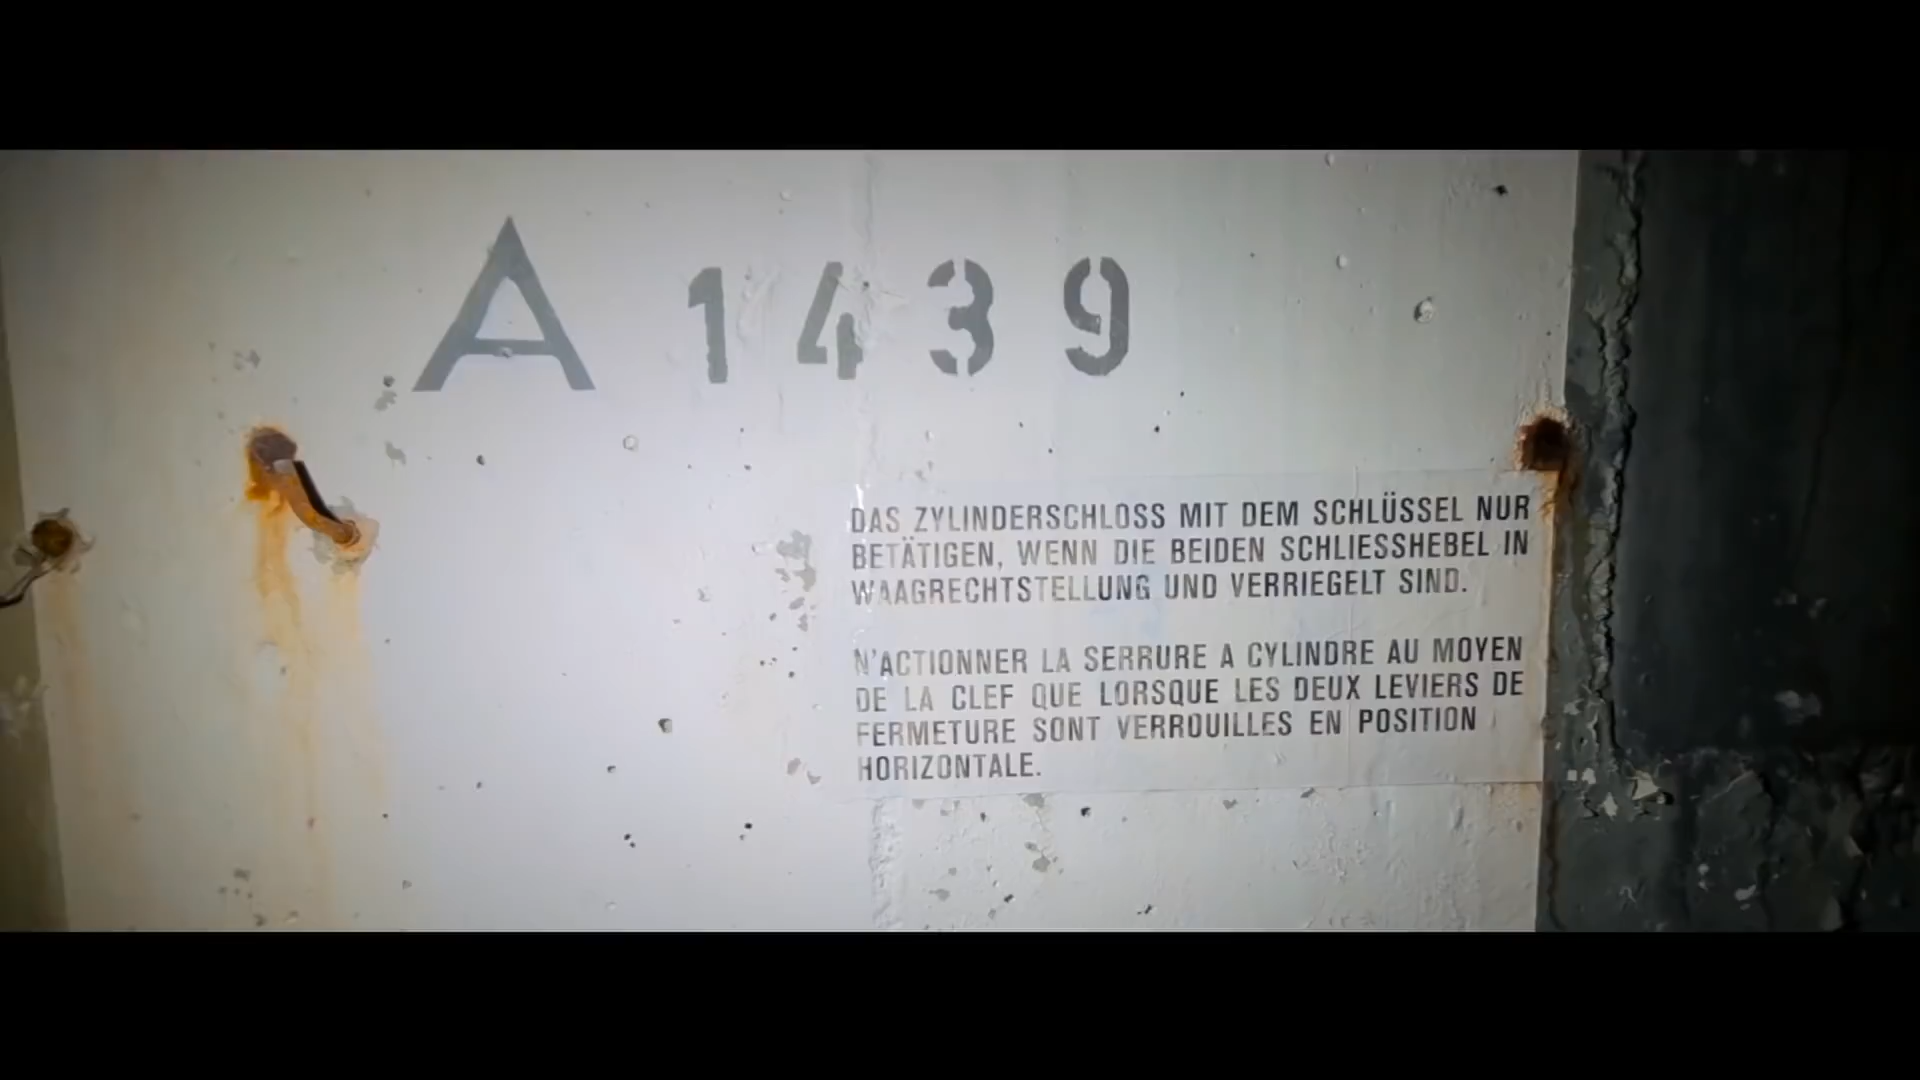 A 1439
DAS ZYLINDERSCHLOSS MIT DEM SCHLÜSSEL NUR
BETÄTIGEN, WENN DIE BEIDEN SCHLIESSHEBEL IN
WAAGRECHTSTELLUNG UND VERRIEGELT SIND.
N'ACTIONNER LA SERRURE A CYLINDRE AU MOYEN
DE LA CLEF QUE LORSQUE LES DEUX LEVIERS DE
FERMETURE SONT VERROUILLES EN POSITION
HORIZONTALE.